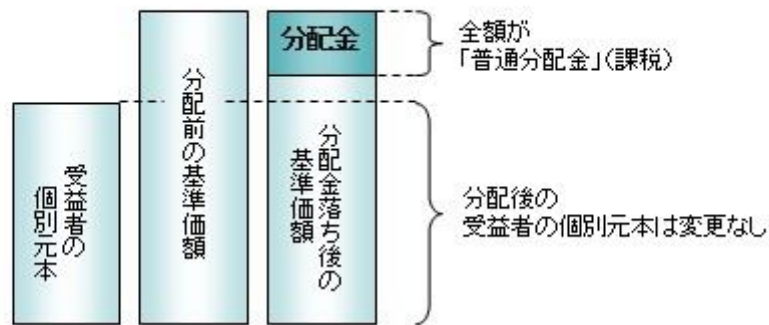 受益者の
個別元本
分配前の基準価額
分配金
分配金落ち後の
基準価額
全額が
「普通分配金」(課税)
分配後の
受益者の個別元本は変更なし